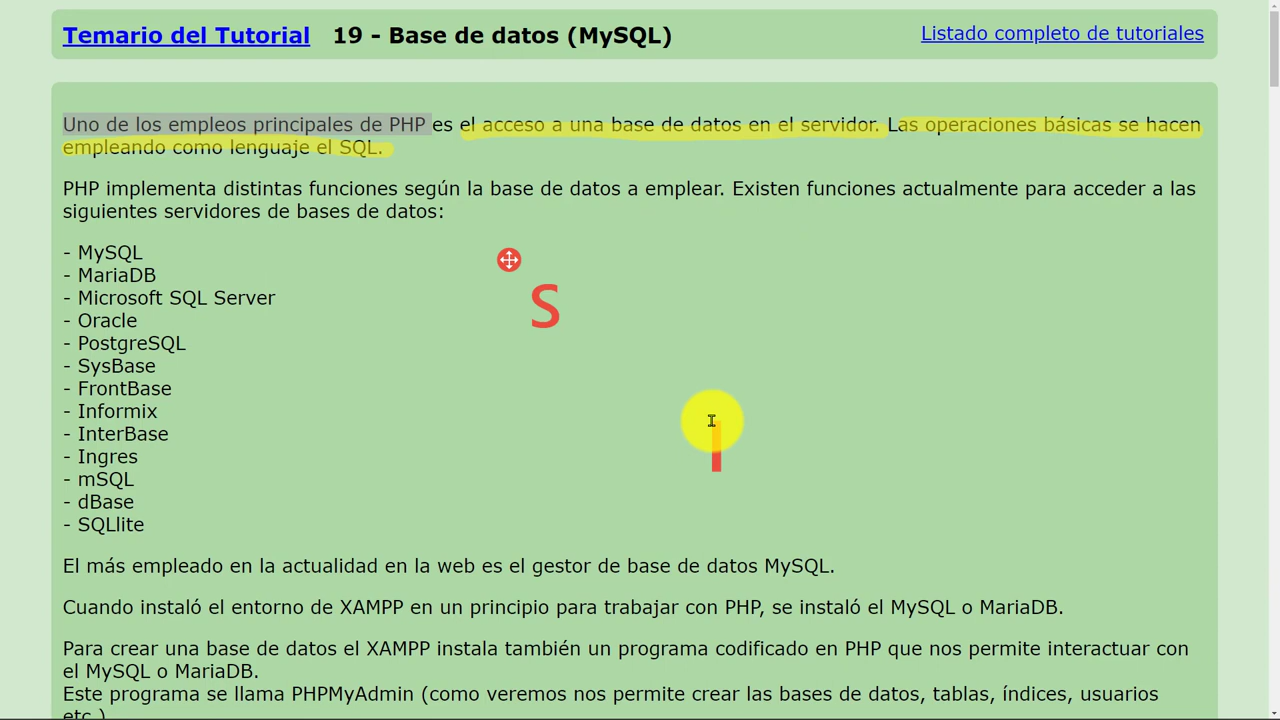 Temario del Tutorial 19 - Base de datos (MySQL) Listado completo de tutoriales
Uno de los empleos principales de PHP es el acceso a una base de datos en el servidor. Las operaciones básicas se hacen
empleando como lenguaje el SQL.
PHP implementa distintas funciones según la base de datos a emplear. Existen funciones actualmente para acceder a las
siguientes servidores de bases de datos:
- MySQL
- MariaDB
- Microsoft SQL Server
- Oracle
- PostgreSQL
- SysBase
- FrontBase
- Informix
- InterBase
- Ingres
- mSQL
- dBase
- SQLlite
S
El más empleado en la actualidad en la web es el gestor de base de datos MySQL.
Cuando instaló el entorno de XAMPP en un principio para trabajar con PHP, se instaló el MySQL o MariaDB.
Para crear una base de datos el XAMPP instala también un programa codificado en PHP que nos permite interactuar con
el MySQL o MariaDB.
Este programa se llama PHPMyAdmin (como veremos nos permite crear las bases de datos, tablas, índices, usuarios
etc.)